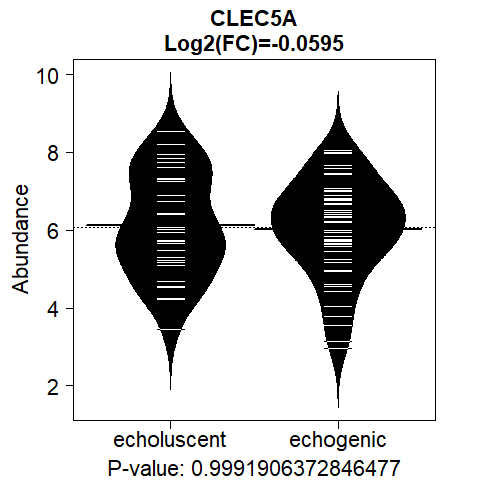 CLEC5A
Log2(FC)=-0.0595
Abundance
10
8
6
4
2
echoluscent echogenic
P-value: 0.9991906372846477